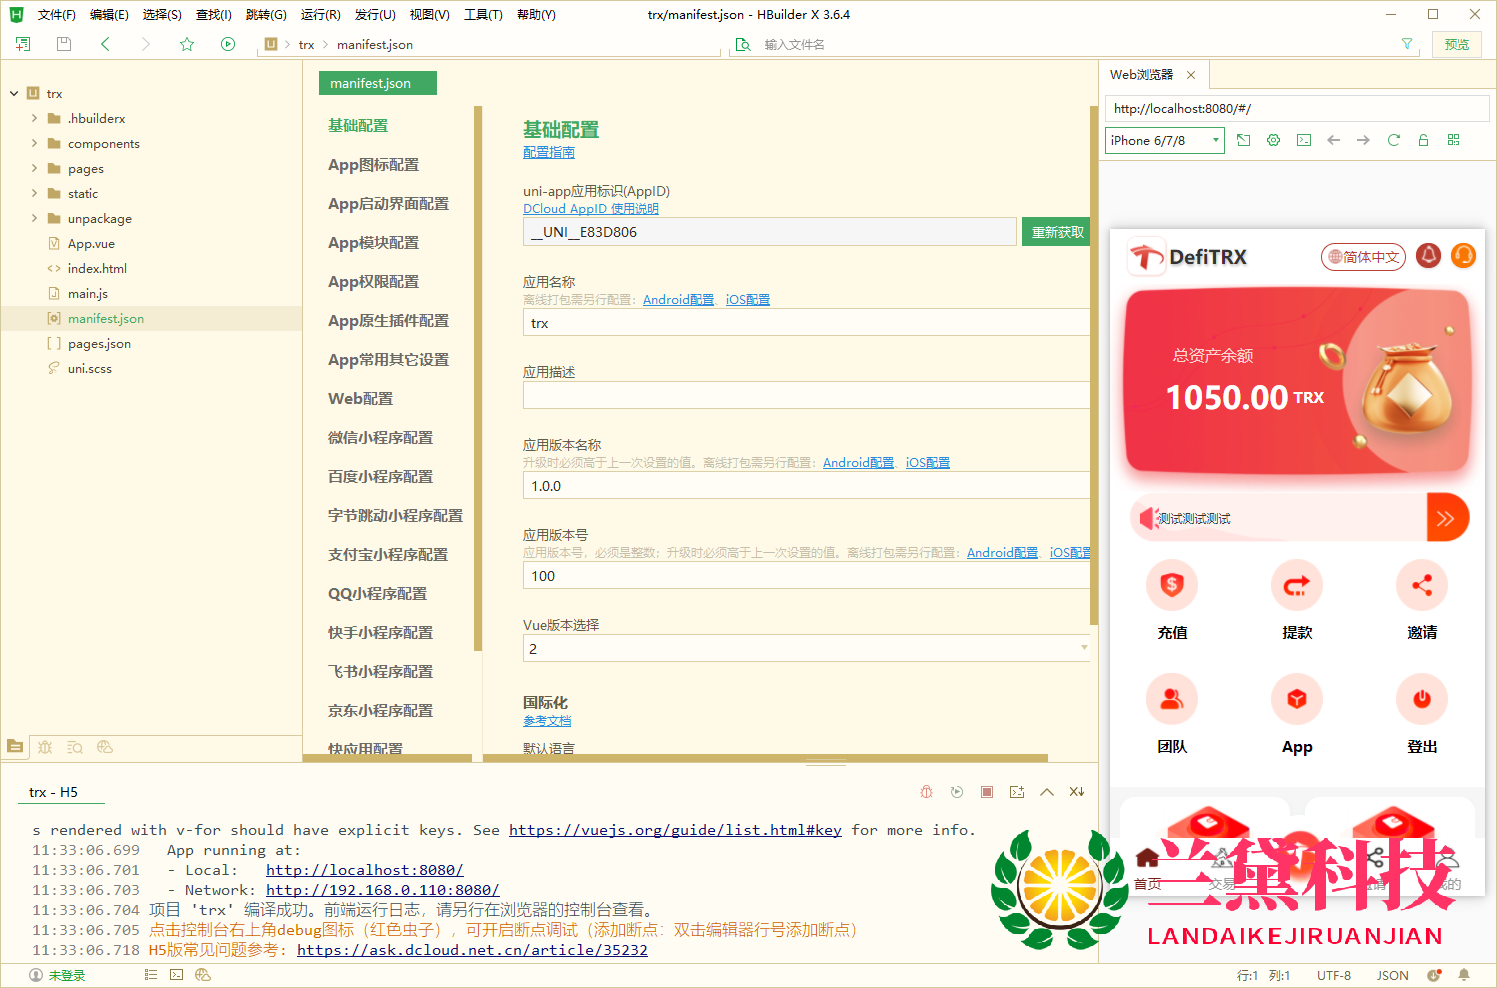 文件(F) 编辑(E) 选择(S) 查找(I) 跳转(G) 运行(R) 发行(U) 视图(V) 工具(T) 帮助(Y)
trx/manifest.json - HBuilder X 3.6.4
trx manifest.json
输入文件名
预览
trx
.hbuilderx
components
pages
static
unpackage
App.vue
index.html
main.js
manifest.json
pages.json
uni.scss
manifest.json
基础配置
App图标配置
App启动界面配置
App模块配置
App权限配置
App原生插件配置
App常用其它设置
Web配置
微信小程序配置
百度小程序配置
字节跳动小程序配置
支付宝小程序配置
QQ小程序配置
快手小程序配置
飞书小程序配置
京东小程序配置
快应用配置
基础配置
配置指南
uni-app应用标识(AppID)
DCloud AppID 使用说明
__UNI__E83D806
重新获取
应用名称
离线打包需另行配置：Android配置、iOS配置
trx
应用描述
应用版本名称
升级时必须高于上一次设置的值。离线打包需另行配置：Android配置、iOS配置
1.0.0
应用版本号
应用版本号，必须是整数；升级时必须高于上一次设置的值。离线打包需另行配置：Android配置、iOS配置
100
Vue版本选择
2
国际化
参考文档
默认语言
Web浏览器
http://localhost:8080/#/
iPhone 6/7/8
DefiTRX
简体中文
总资产余额
1050.00 TRX
测试测试测试
充值 提款 邀请
团队 App 登出
首页 交易 邀请 我的
兰黛科技
LANDAIKEJIRUANJIAN
trx - H5
s rendered with v-for should have explicit keys. See https://vuejs.org/guide/list.html#key for more info.
11:33:06.699 App running at:
11:33:06.701 - Local: http://localhost:8080/
11:33:06.703 - Network: http://192.168.0.110:8080/
11:33:06.704 项目 'trx' 编译成功。前端运行日志，请另行在浏览器的控制台查看。
11:33:06.705 点击控制台右上角debug图标（红色虫子），可开启断点调试（添加断点：双击编辑器行号添加断点）
11:33:06.718 H5版常见问题参考: https://ask.dcloud.net.cn/article/35232
未登录
行:1 列:1 UTF-8 JSON